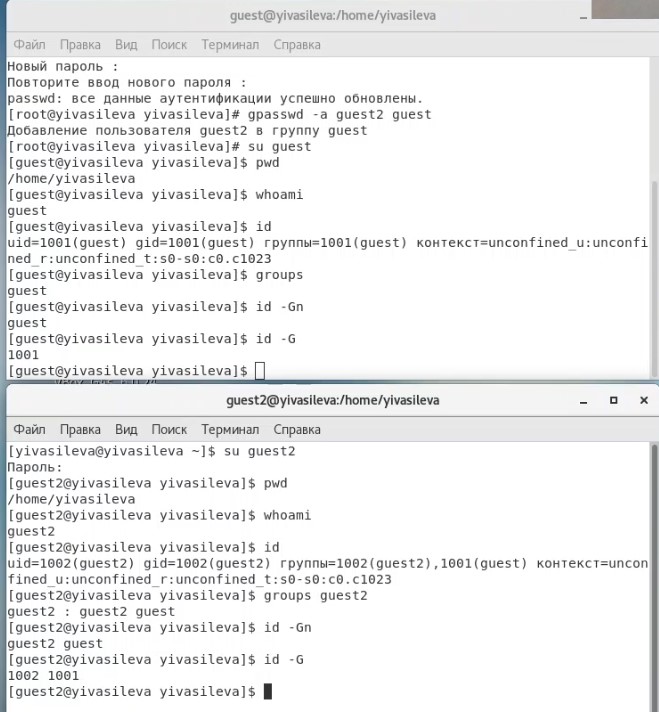 guest@yivasileva:/home/yivasileva
Файл Правка Вид Поиск Терминал Справка
Новый пароль :
Повторите ввод нового пароля :
passwd: все данные аутентификации успешно обновлены.
[root@yivasileva yivasileva]# gpasswd -a guest2 guest
Добавление пользователя guest2 в группу guest
[root@yivasileva yivasileva]# su guest
[guest@yivasileva yivasileva]$ pwd
/home/yivasileva
[guest@yivasileva yivasileva]$ whoami
guest
[guest@yivasileva yivasileva]$ id
uid=1001(guest) gid=1001(guest) группы=1001(guest) контекст=unconfined_u:unconfi
ned_r:unconfined_t:s0-s0:c0.c1023
[guest@yivasileva yivasileva]$ groups
guest
[guest@yivasileva yivasileva]$ id -Gn
guest
[guest@yivasileva yivasileva]$ id -G
1001
[guest@yivasileva yivasileva]$
guest2@yivasileva:/home/yivasileva
Файл Правка Вид Поиск Терминал Справка
[yivasileva@yivasileva ~]$ su guest2
Пароль:
[guest2@yivasileva yivasileva]$ pwd
/home/yivasileva
[guest2@yivasileva yivasileva]$ whoami
guest2
[guest2@yivasileva yivasileva]$ id
uid=1002(guest2) gid=1002(guest2) группы=1002(guest2),1001(guest) контекст=uncon
fined_u:unconfined_r:unconfined_t:s0-s0:c0.c1023
[guest2@yivasileva yivasileva]$ groups guest2
guest2 : guest2 guest
[guest2@yivasileva yivasileva]$ id -Gn
guest2 guest
[guest2@yivasileva yivasileva]$ id -G
1002 1001
[guest2@yivasileva yivasileva]$